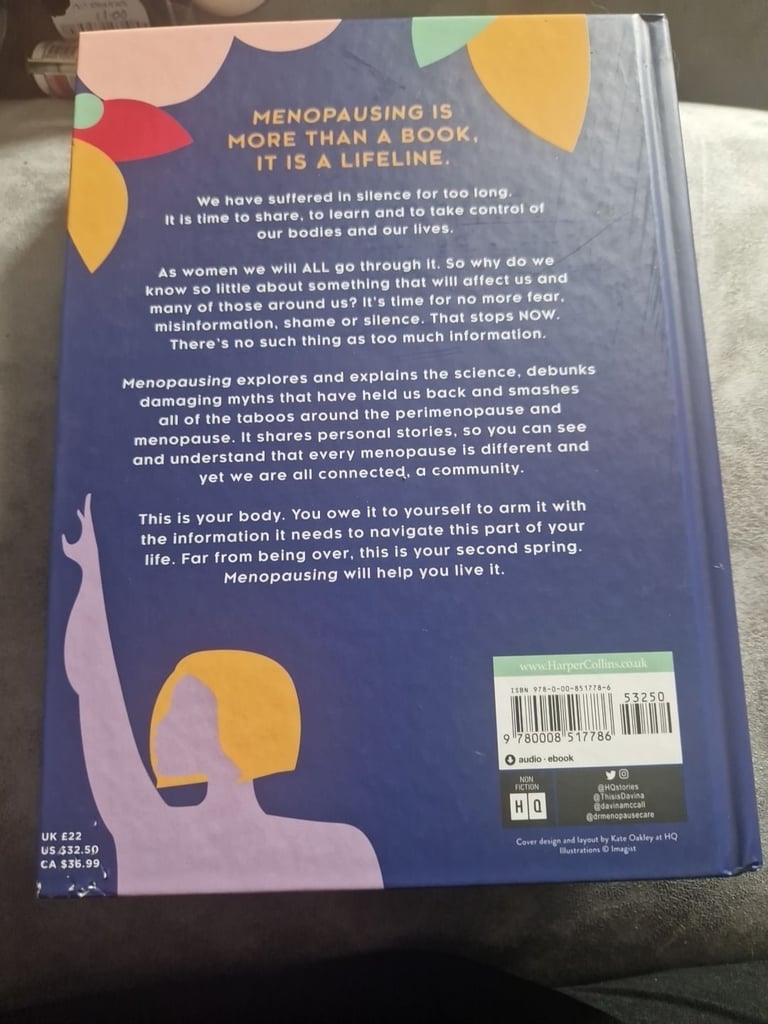 MENOPAUSING IS
MORE THAN A BOOK,
IT IS A LIFELINE.
We have suffered in silence for too long.
It is time to share, to learn and to take control of
our bodies and our lives.
As women we will ALL go through it. So why do we
know so little about something that will affect us and
many of those around us? It's time for no more fear,
misinformation, shame or silence. That stops NOW.
There's no such thing as too much information.
Menopausing explores and explains the science, debunks
damaging myths that have held us back and smashes
all of the taboos around the perimenopause and
menopause. It shares personal stories, so you can see
and understand that every menopause is different and
yet we are all connected, a community.
This is your body. You owe it to yourself to arm it with
the information it needs to navigate this part of your
life. Far from being over, this is your second spring.
Menopausing will help you live it.
www.HarperCollins.co.uk
ISBN 978-0-00-851778-6
53250
9 780008 517786
audio · ebook
NON
FICTION
HQ
@HQstories
@ThisisDavina
@davinamccall
@drmenopausecare
UK £22
US $32.50
CA $36.99
Cover design and layout by Kate Oakley at HQ
Illustrations © Imagist